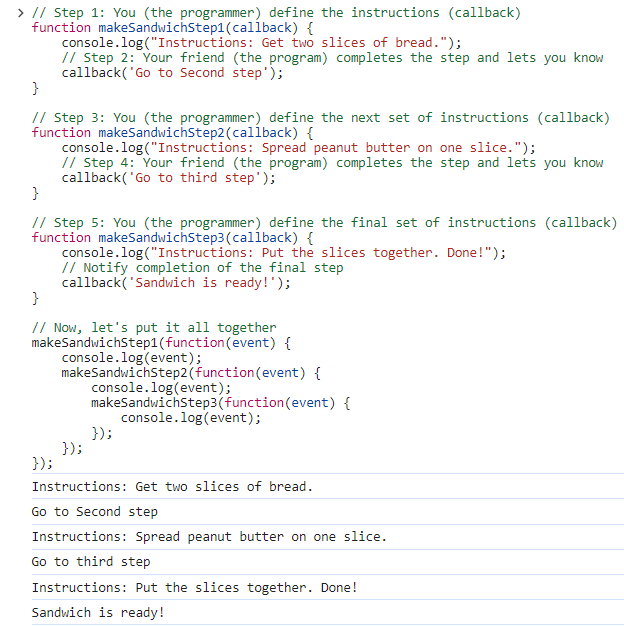 // Step 1: You (the programmer) define the instructions (callback)
function makeSandwichStep1(callback) {
    console.log("Instructions: Get two slices of bread.");
    // Step 2: Your friend (the program) completes the step and lets you know
    callback('Go to Second step');
}

// Step 3: You (the programmer) define the next set of instructions (callback)
function makeSandwichStep2(callback) {
    console.log("Instructions: Spread peanut butter on one slice.");
    // Step 4: Your friend (the program) completes the step and lets you know
    callback('Go to third step');
}

// Step 5: You (the programmer) define the final set of instructions (callback)
function makeSandwichStep3(callback) {
    console.log("Instructions: Put the slices together. Done!");
    // Notify completion of the final step
    callback('Sandwich is ready!');
}

// Now, let's put it all together
makeSandwichStep1(function(event) {
    console.log(event);
    makeSandwichStep2(function(event) {
        console.log(event);
        makeSandwichStep3(function(event) {
            console.log(event);
        });
    });
});
Instructions: Get two slices of bread.
Go to Second step
Instructions: Spread peanut butter on one slice.
Go to third step
Instructions: Put the slices together. Done!
Sandwich is ready!